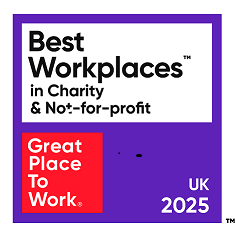 Best
Workplaces™
in Charity
& Not-for-profit
Great
Place
To
Work®
UK
2025
™